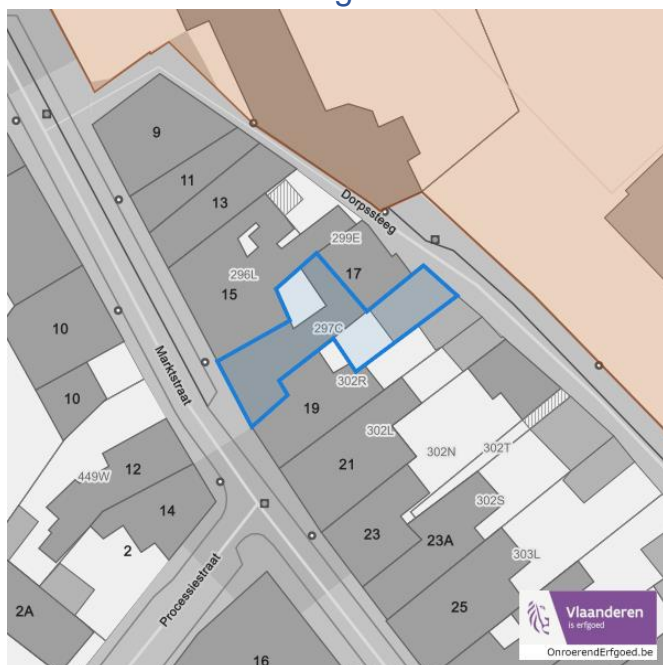 9
11
13
Dorpssteeg
299E
17
296L
15
297C
10
Marktstraat
302R
10
19
302L
12
302N
302T
449W
21
14
302S
2
23
23A
303L
Processiestraat
25
2A
16
Vlaanderen
is erfgoed
OnroerendErfgoed.be